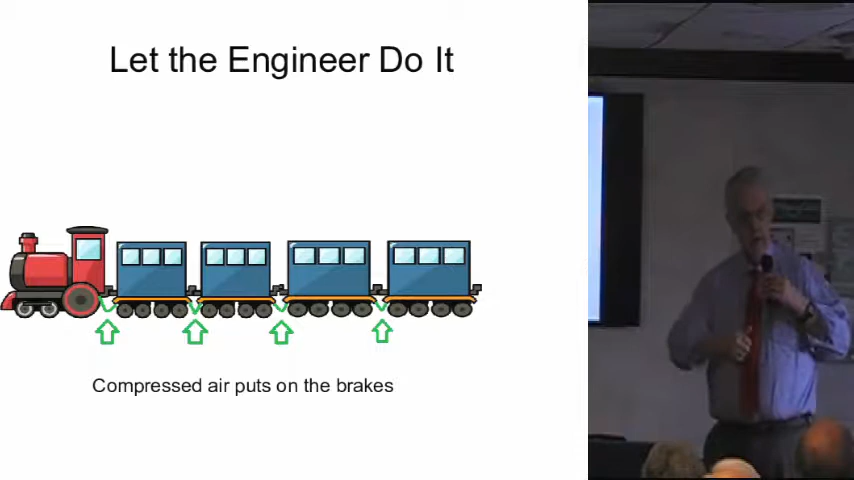 Let the Engineer Do It
Compressed air puts on the brakes